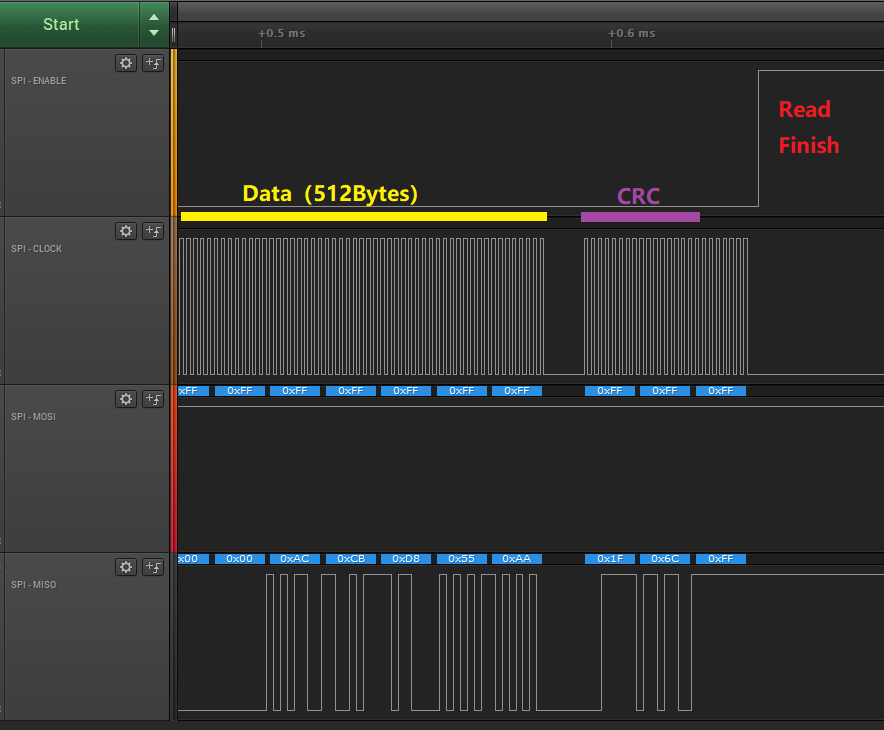 Start
+0.5 ms
+0.6 ms
SPI - ENABLE
Read
Finish
Data（512Bytes）
CRC
SPI - CLOCK
xFF 0xFF 0xFF 0xFF 0xFF 0xFF 0xFF 0xFF 0xFF 0xFF
SPI - MOSI
x00 0x00 0xAC 0xCB 0xD8 0x55 0xAA 0x1F 0x6C 0xFF
SPI - MISO